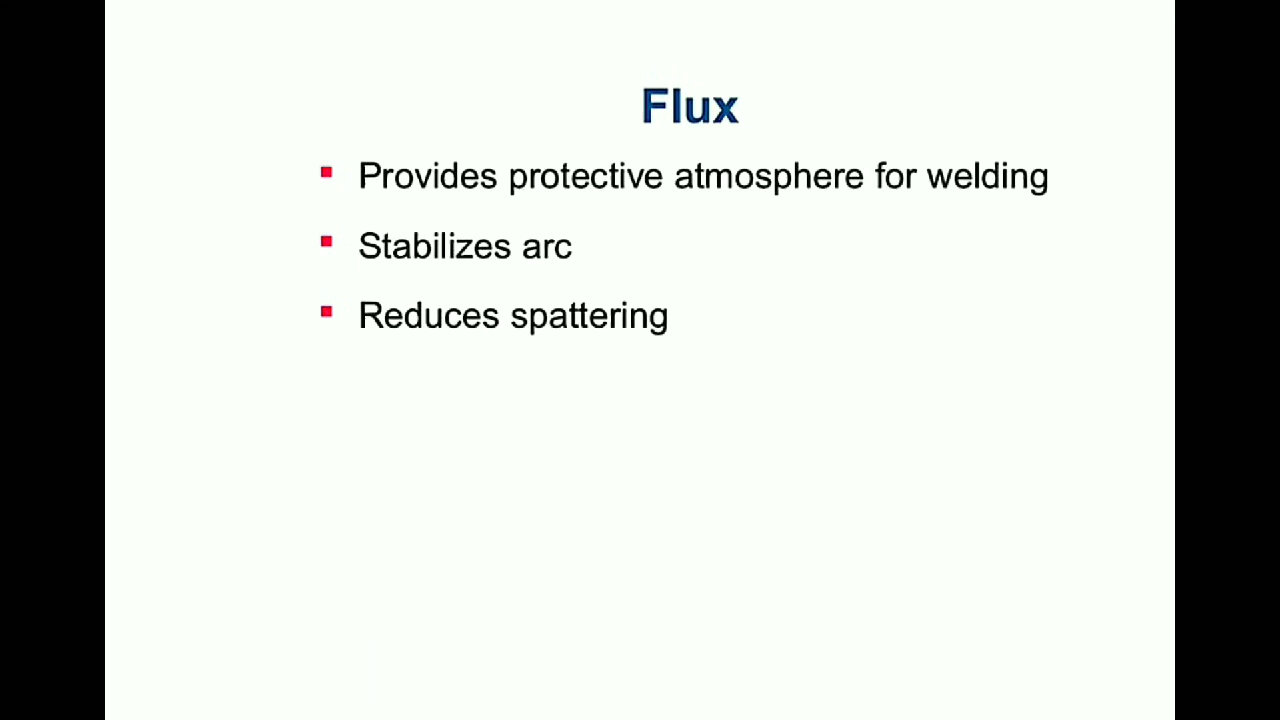 Flux
Provides protective atmosphere for welding
Stabilizes arc
Reduces spattering